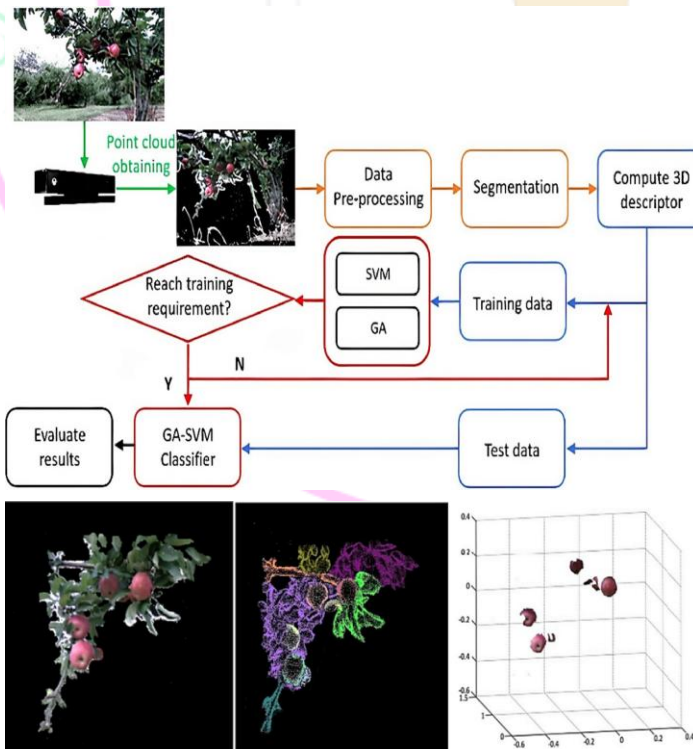 Point cloud
obtaining
Data
Pre-processing
Segmentation
Compute 3D
descriptor
Reach training
requirement?
SVM
GA
Training data
N
Y
Evaluate
results
GA-SVM
Classifier
Test data
0.4
0.2
0
-0.2
-0.4
1.5
1
0
-0.6
-0.4
-0.2
0
0.2
0.4